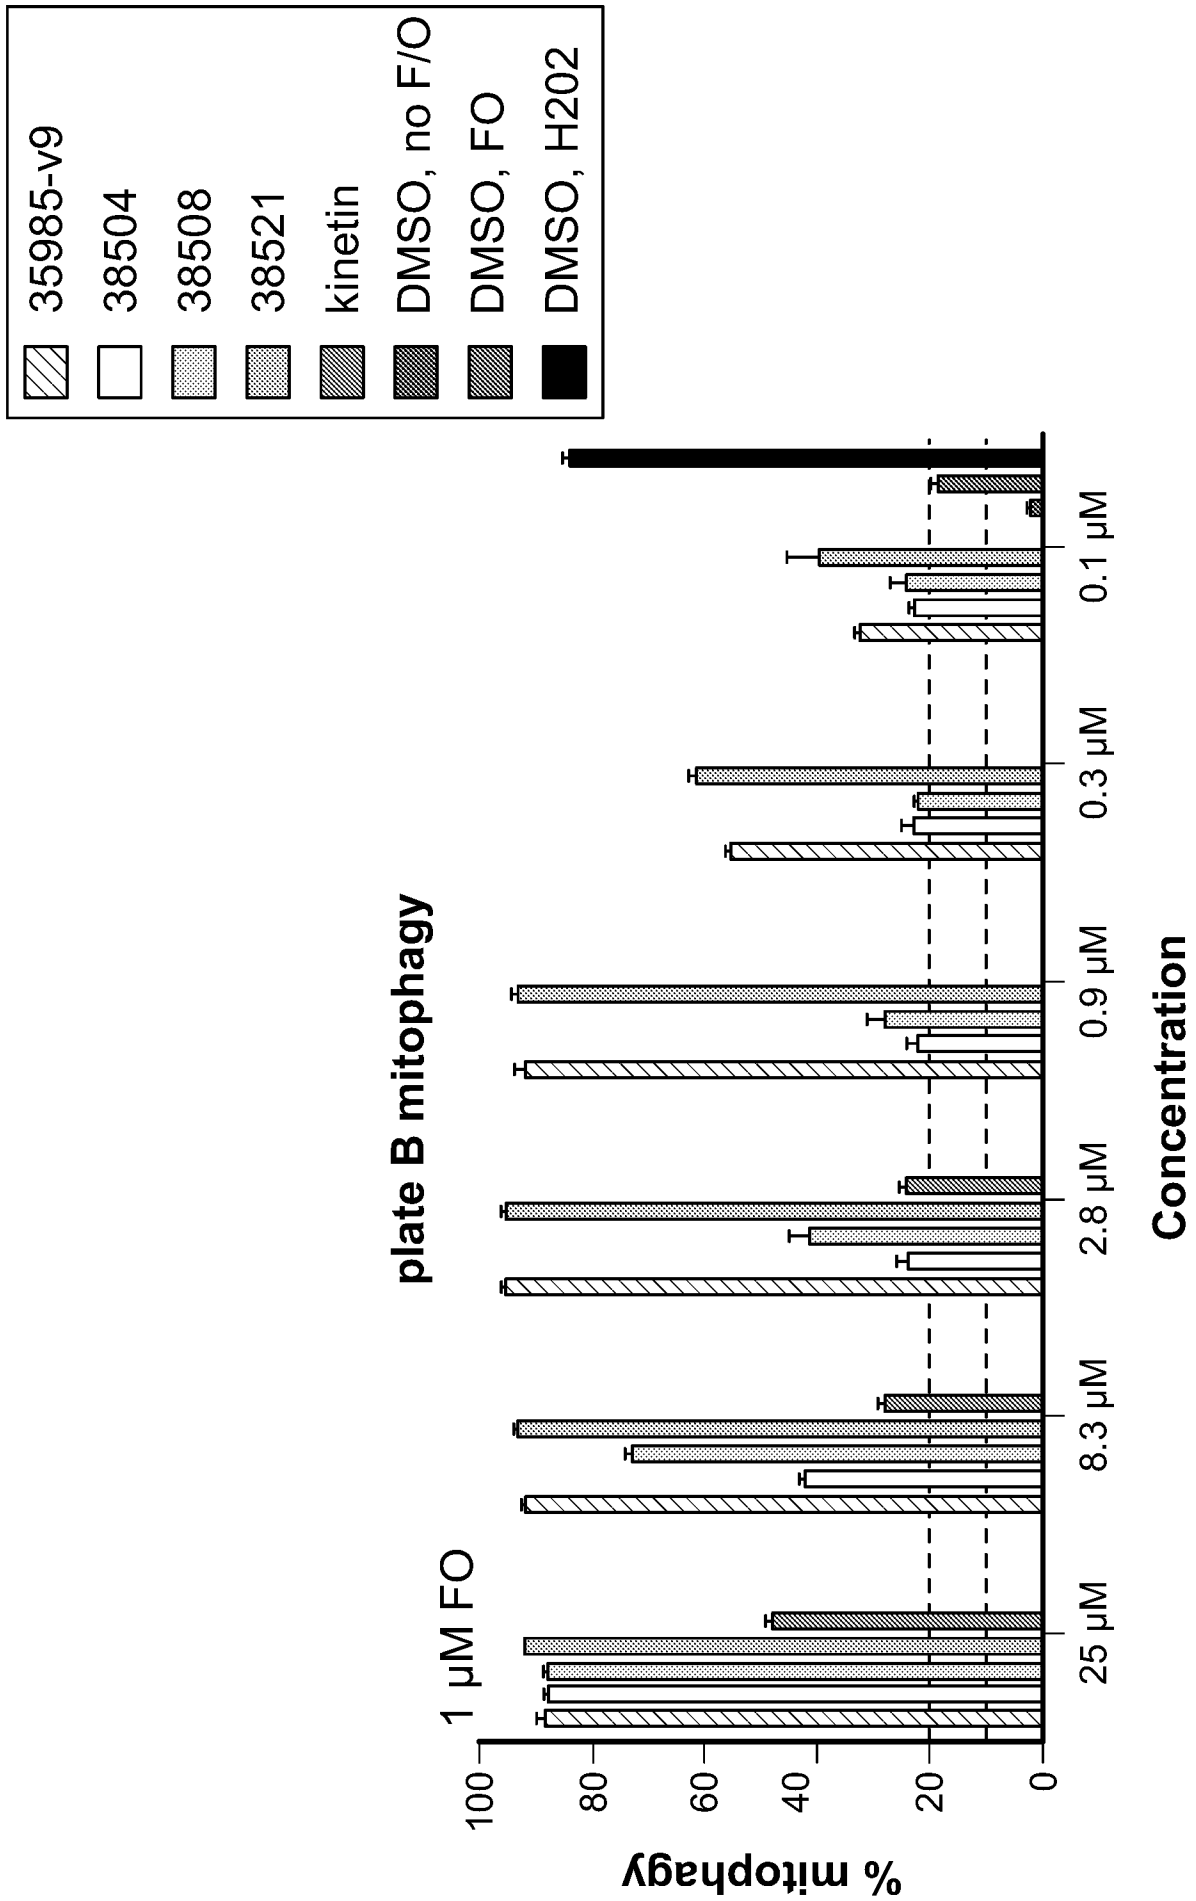 plate B mitophagy
1 μM FO
% mitophagy
100
80
60
40
20
0
25 μM
8.3 μM
2.8 μM
0.9 μM
0.3 μM
0.1 μM
Concentration
35985-v9
38504
38508
38521
kinetin
DMSO, no F/O
DMSO, FO
DMSO, H202